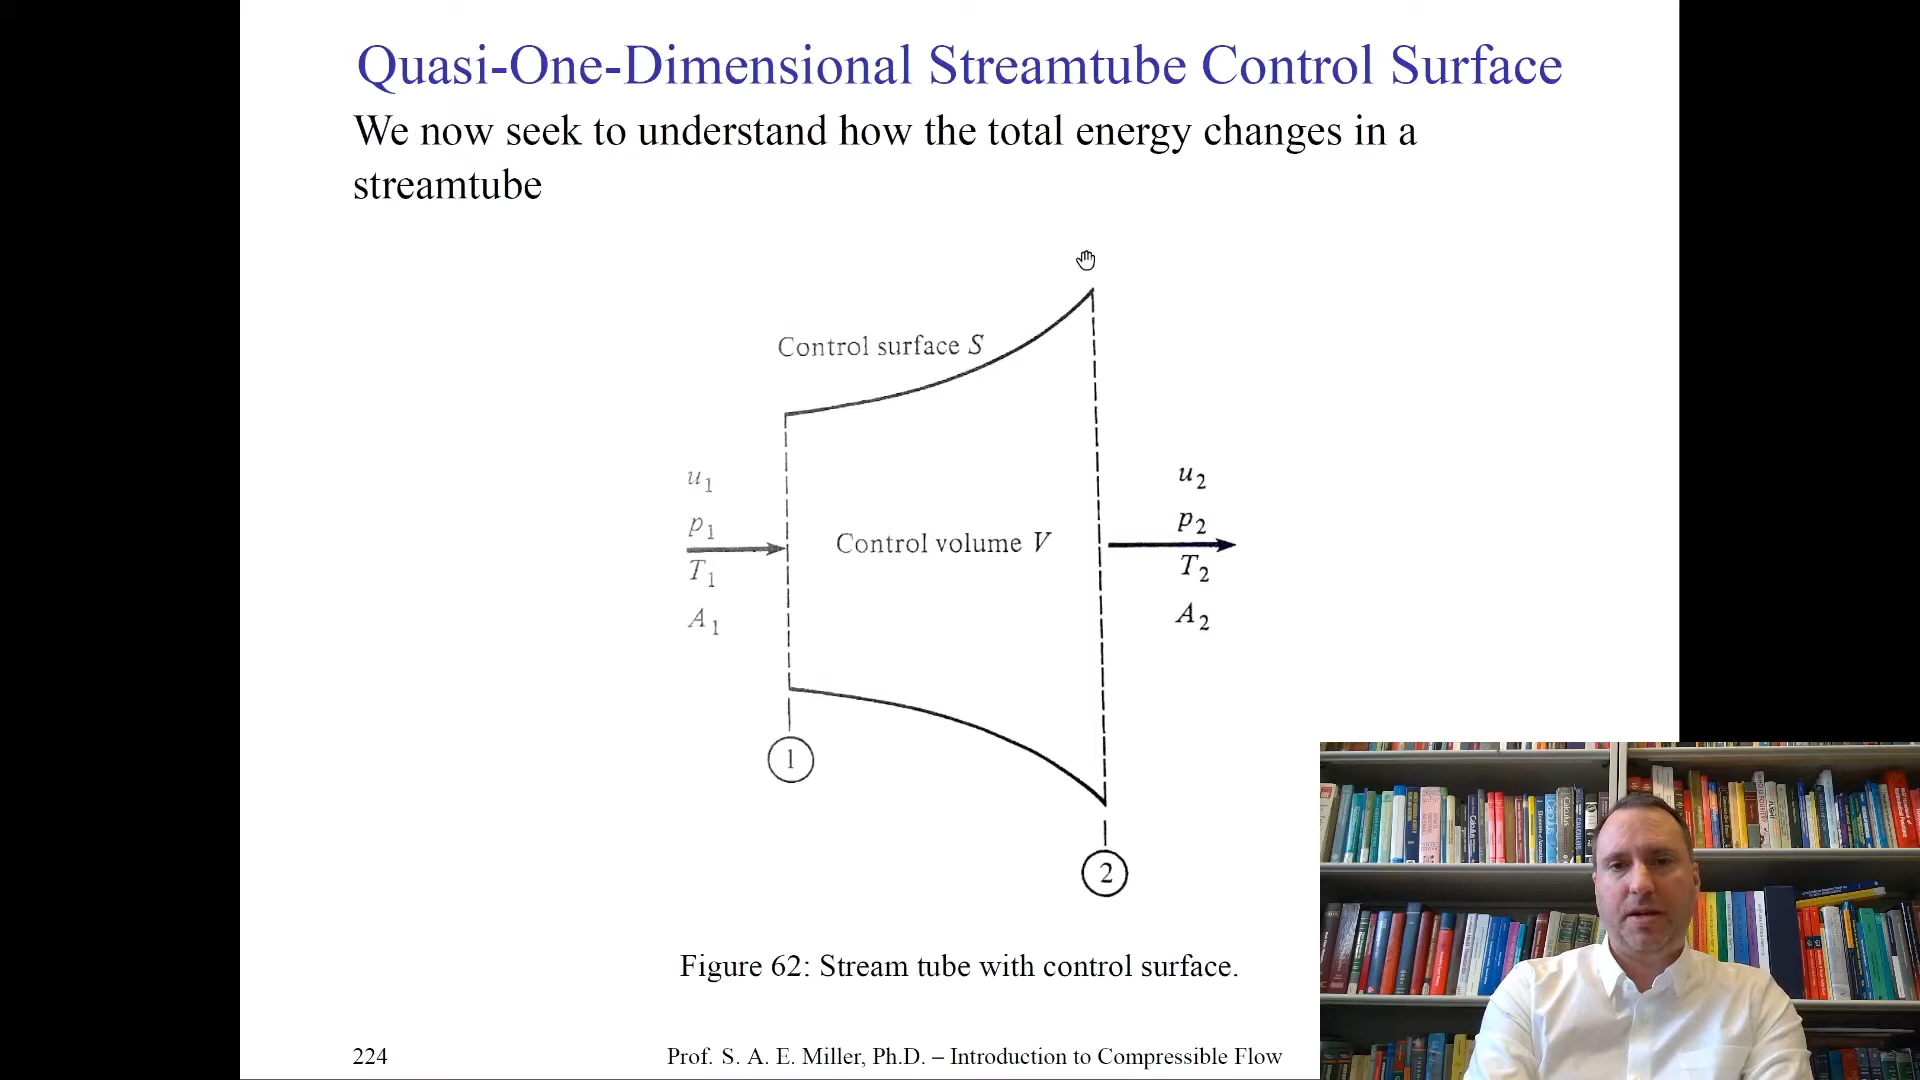 Quasi-One-Dimensional Streamtube Control Surface
We now seek to understand how the total energy changes in a
streamtube
Control surface S
u1
p1
T1
A1
Control volume V
u2
p2
T2
A2
1
2
Figure 62: Stream tube with control surface.
224
Prof. S. A. E. Miller, Ph.D. – Introduction to Compressible Flow
Calculus
Calculus